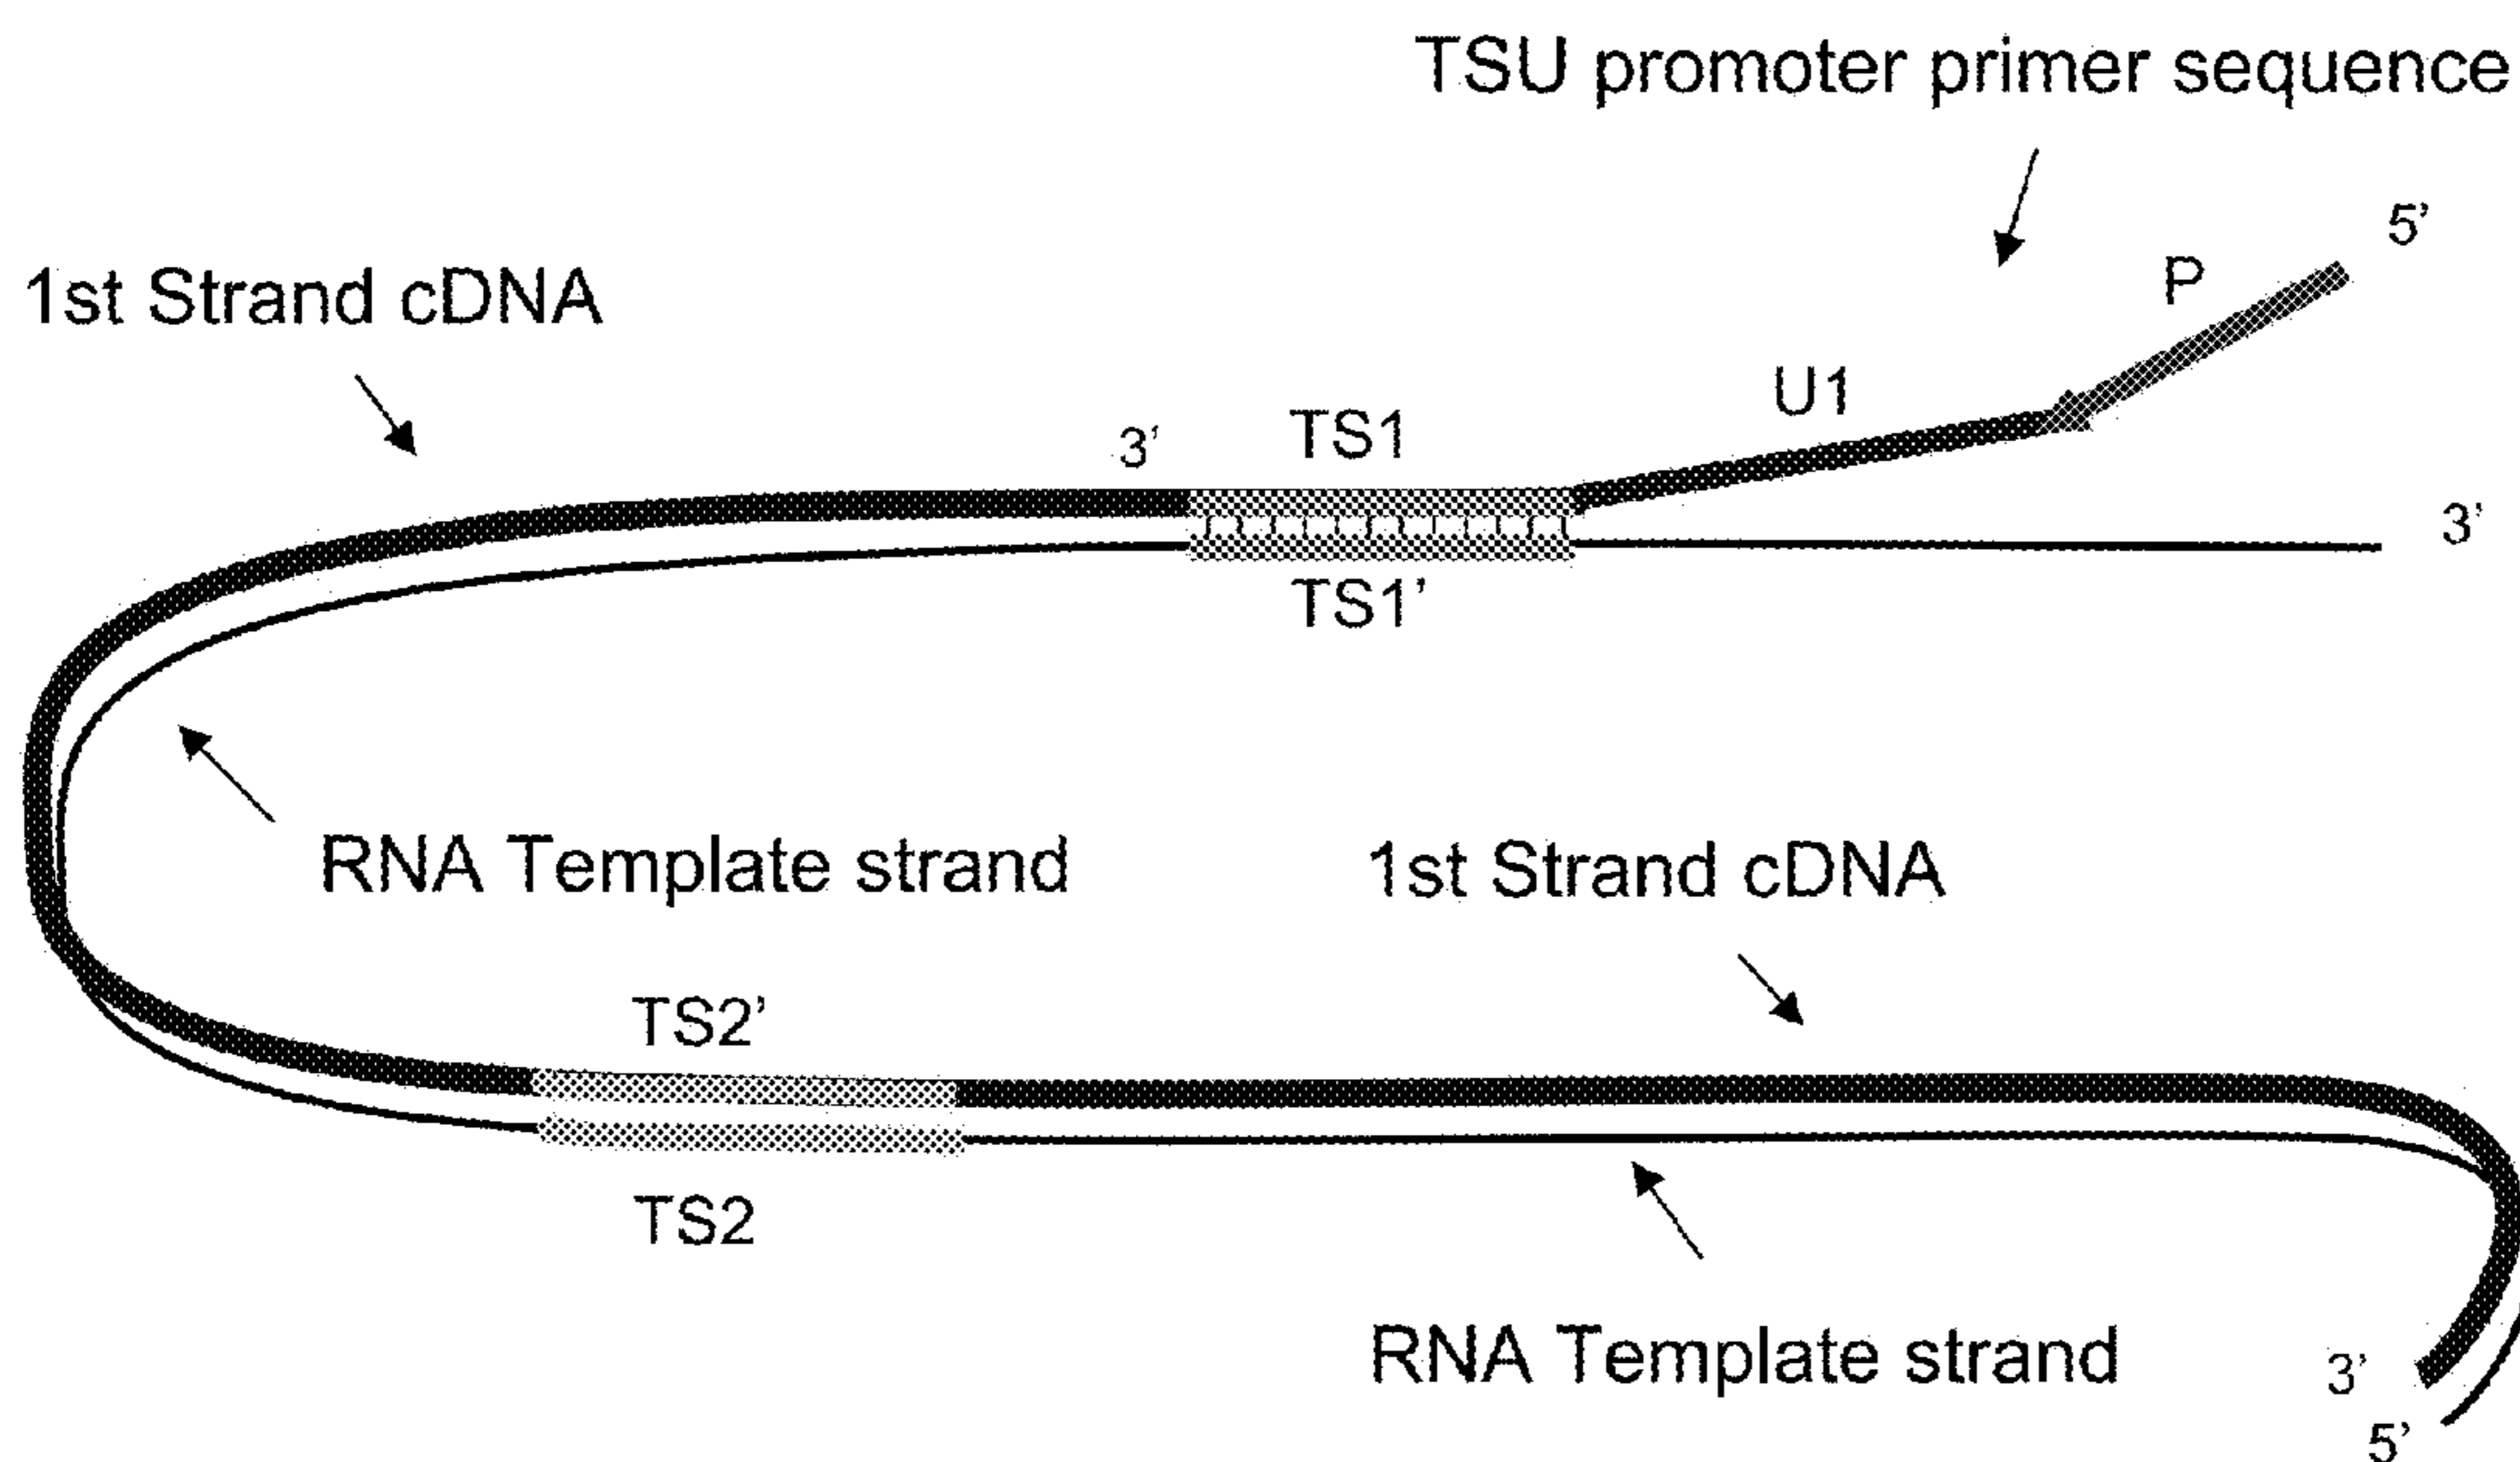 TSU promoter primer sequence
5’
P
1st Strand cDNA
U1
TS1
3’
3’
TS1’
RNA Template strand
1st Strand cDNA
TS2’
TS2
RNA Template strand
3’
5’